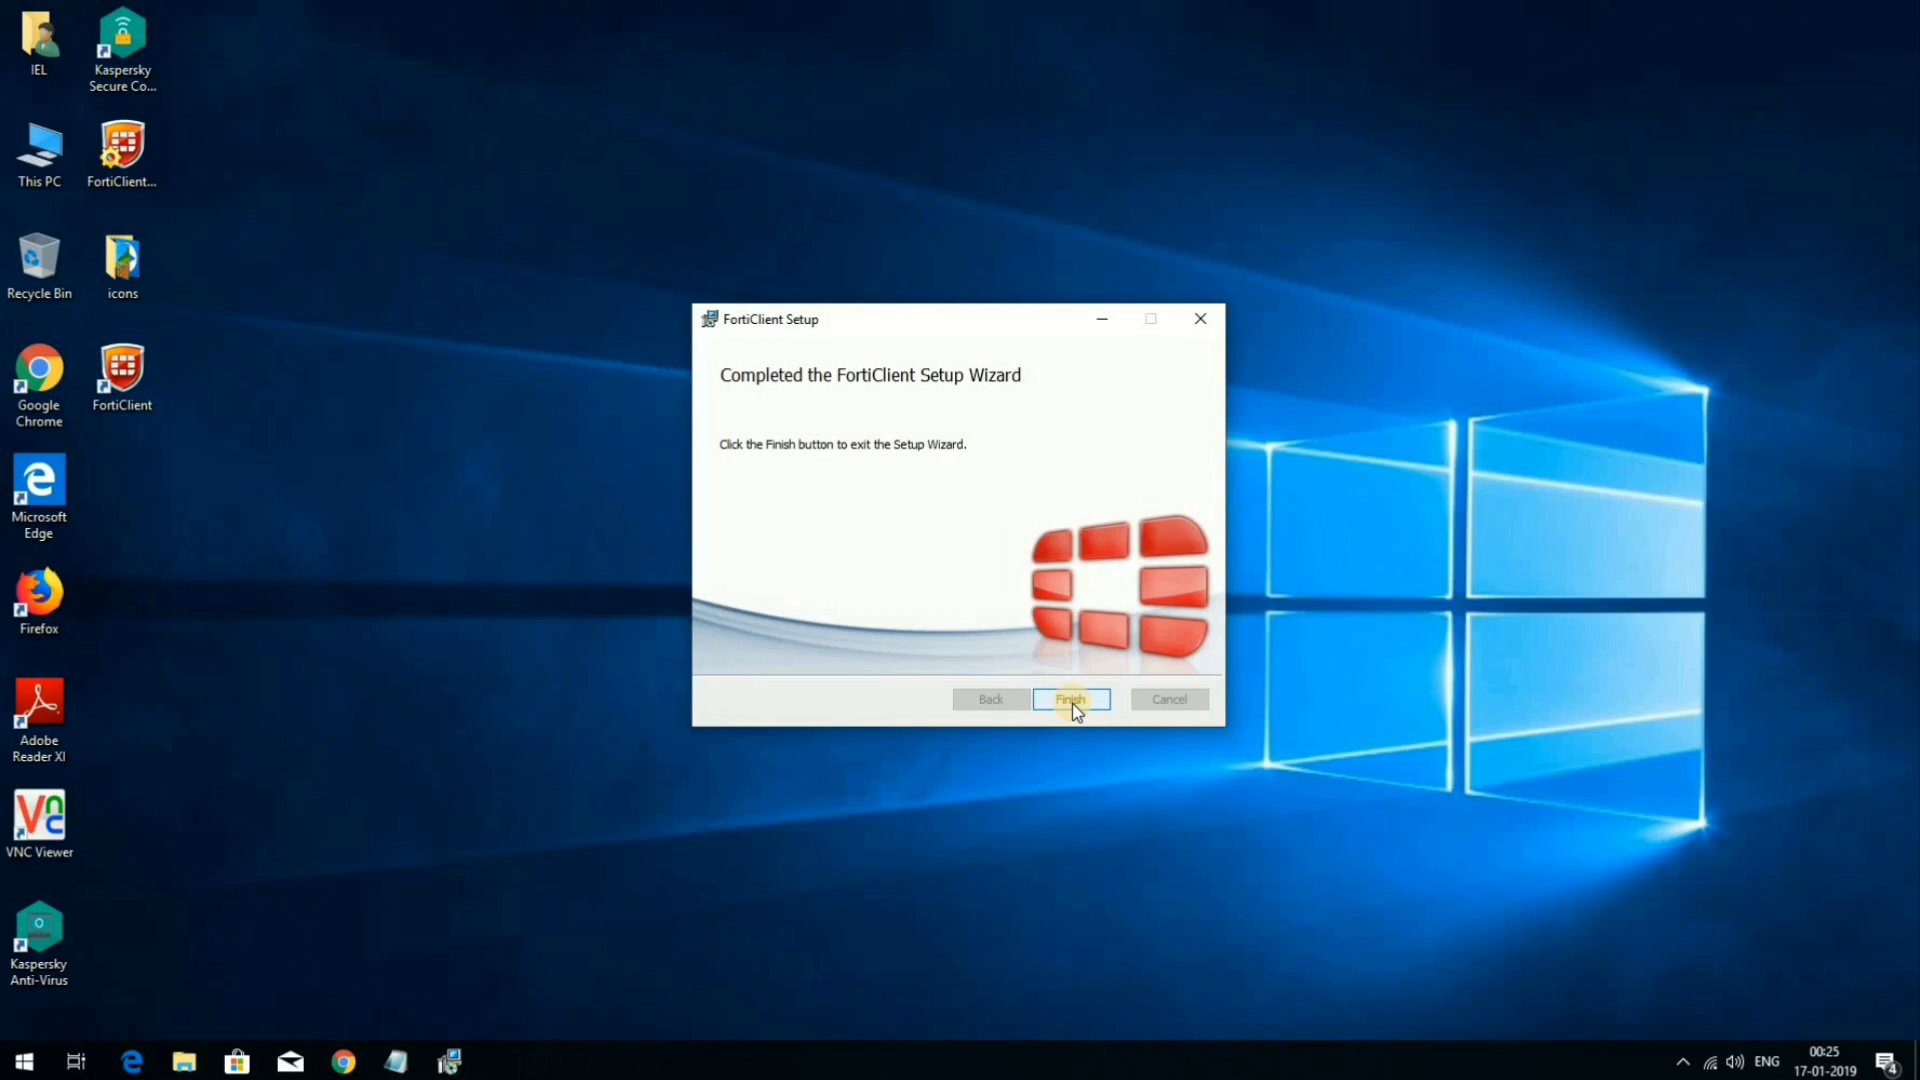 IEL
Kaspersky
Secure Co...
This PC
FortiClient...
Recycle Bin
icons
Google
Chrome
FortiClient
Microsoft
Edge
Firefox
Adobe
Reader XI
VNC Viewer
Kaspersky
Anti-Virus
FortiClient Setup
Completed the FortiClient Setup Wizard
Click the Finish button to exit the Setup Wizard.
Back
Finish
Cancel
ENG
00:25
17-01-2019
4